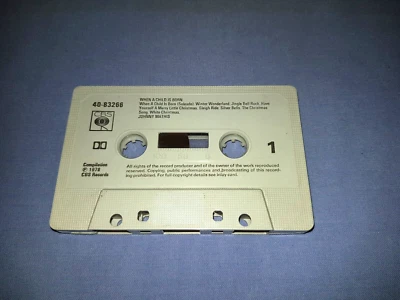 40-83266
CBS
WHEN A CHILD IS BORN
When A Child Is Born (Soleado); Winter Wonderland; Jingle Bell Rock; Have
Yourself A Merry Little Christmas; Sleigh Ride; Silver Bells; The Christmas
Song; White Christmas
JOHNNY MATHIS
1
Compilation
℗ 1978
CBS Records
All rights of the record producer and of the owner of the work reproduced
reserved. Copying, public performances and broadcasting of this record-
ing prohibited. For full copyright details see inlay card.